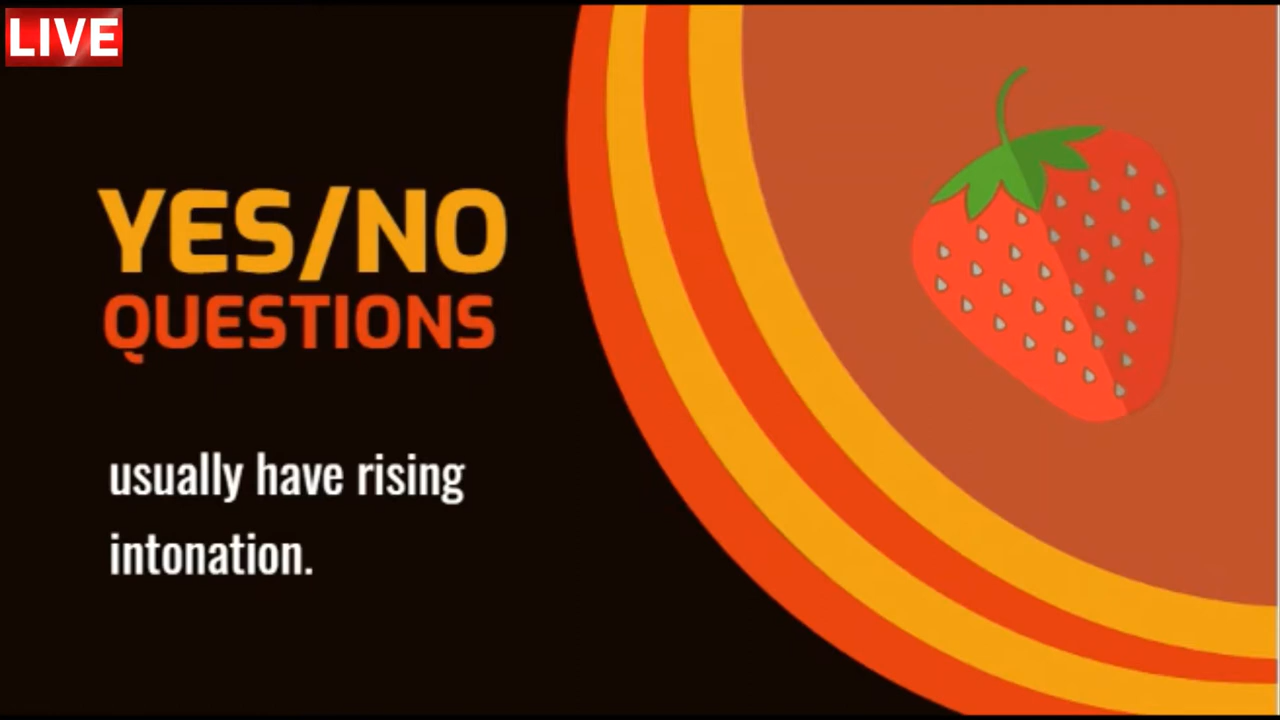 LIVE
YES/NO
QUESTIONS
usually have rising
intonation.